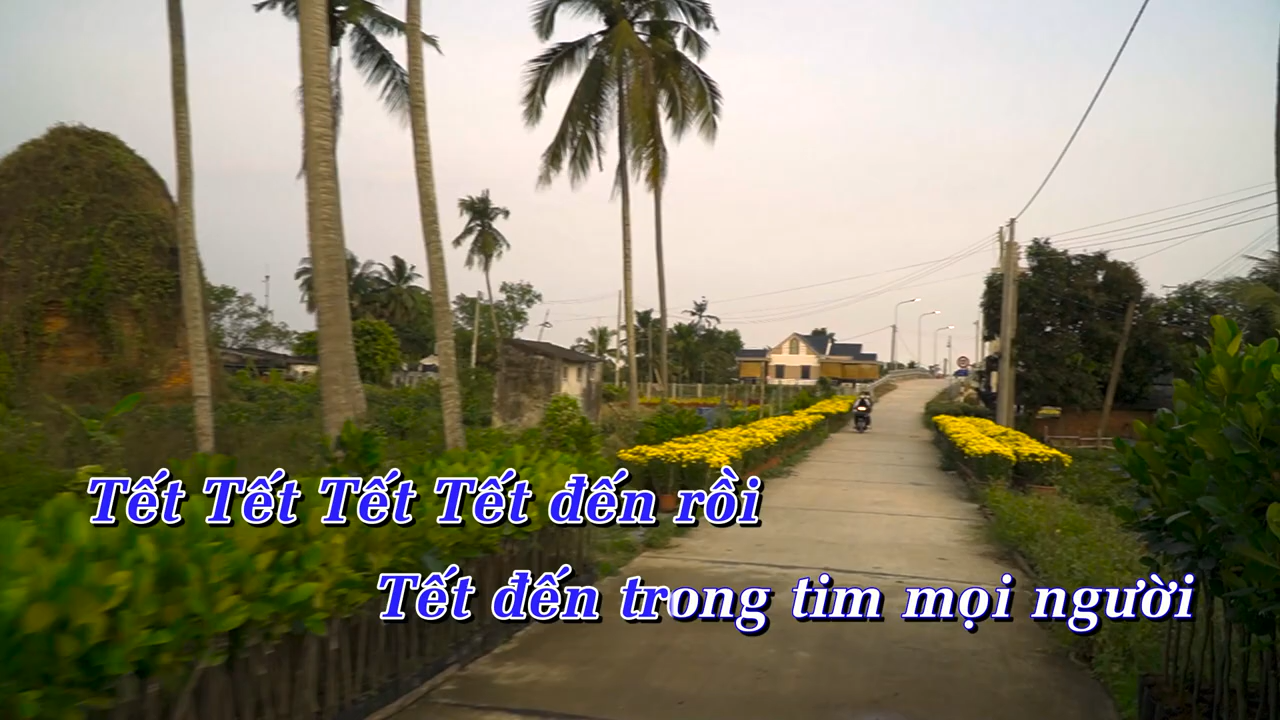 Tết Tết Tết Tết đến rồi
Tết đến trong tim mọi người